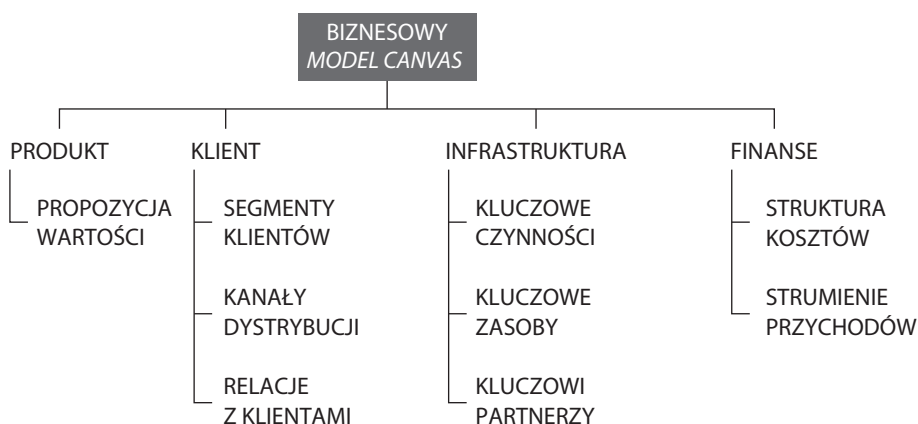 BIZNESOWY
MODEL CANVAS
PRODUKT
PROPOZYCJA
WARTOŚCI
KLIENT
SEGMENTY
KLIENTÓW
KANAŁY
DYSTRYBUCJI
RELACJE
Z KLIENTAMI
INFRASTRUKTURA
KLUCZOWE
CZYNNOŚCI
KLUCZOWE
ZASOBY
KLUCZOWI
PARTNERZY
FINANSE
STRUKTURA
KOSZTÓW
STRUMIENIE
PRZYCHODÓW